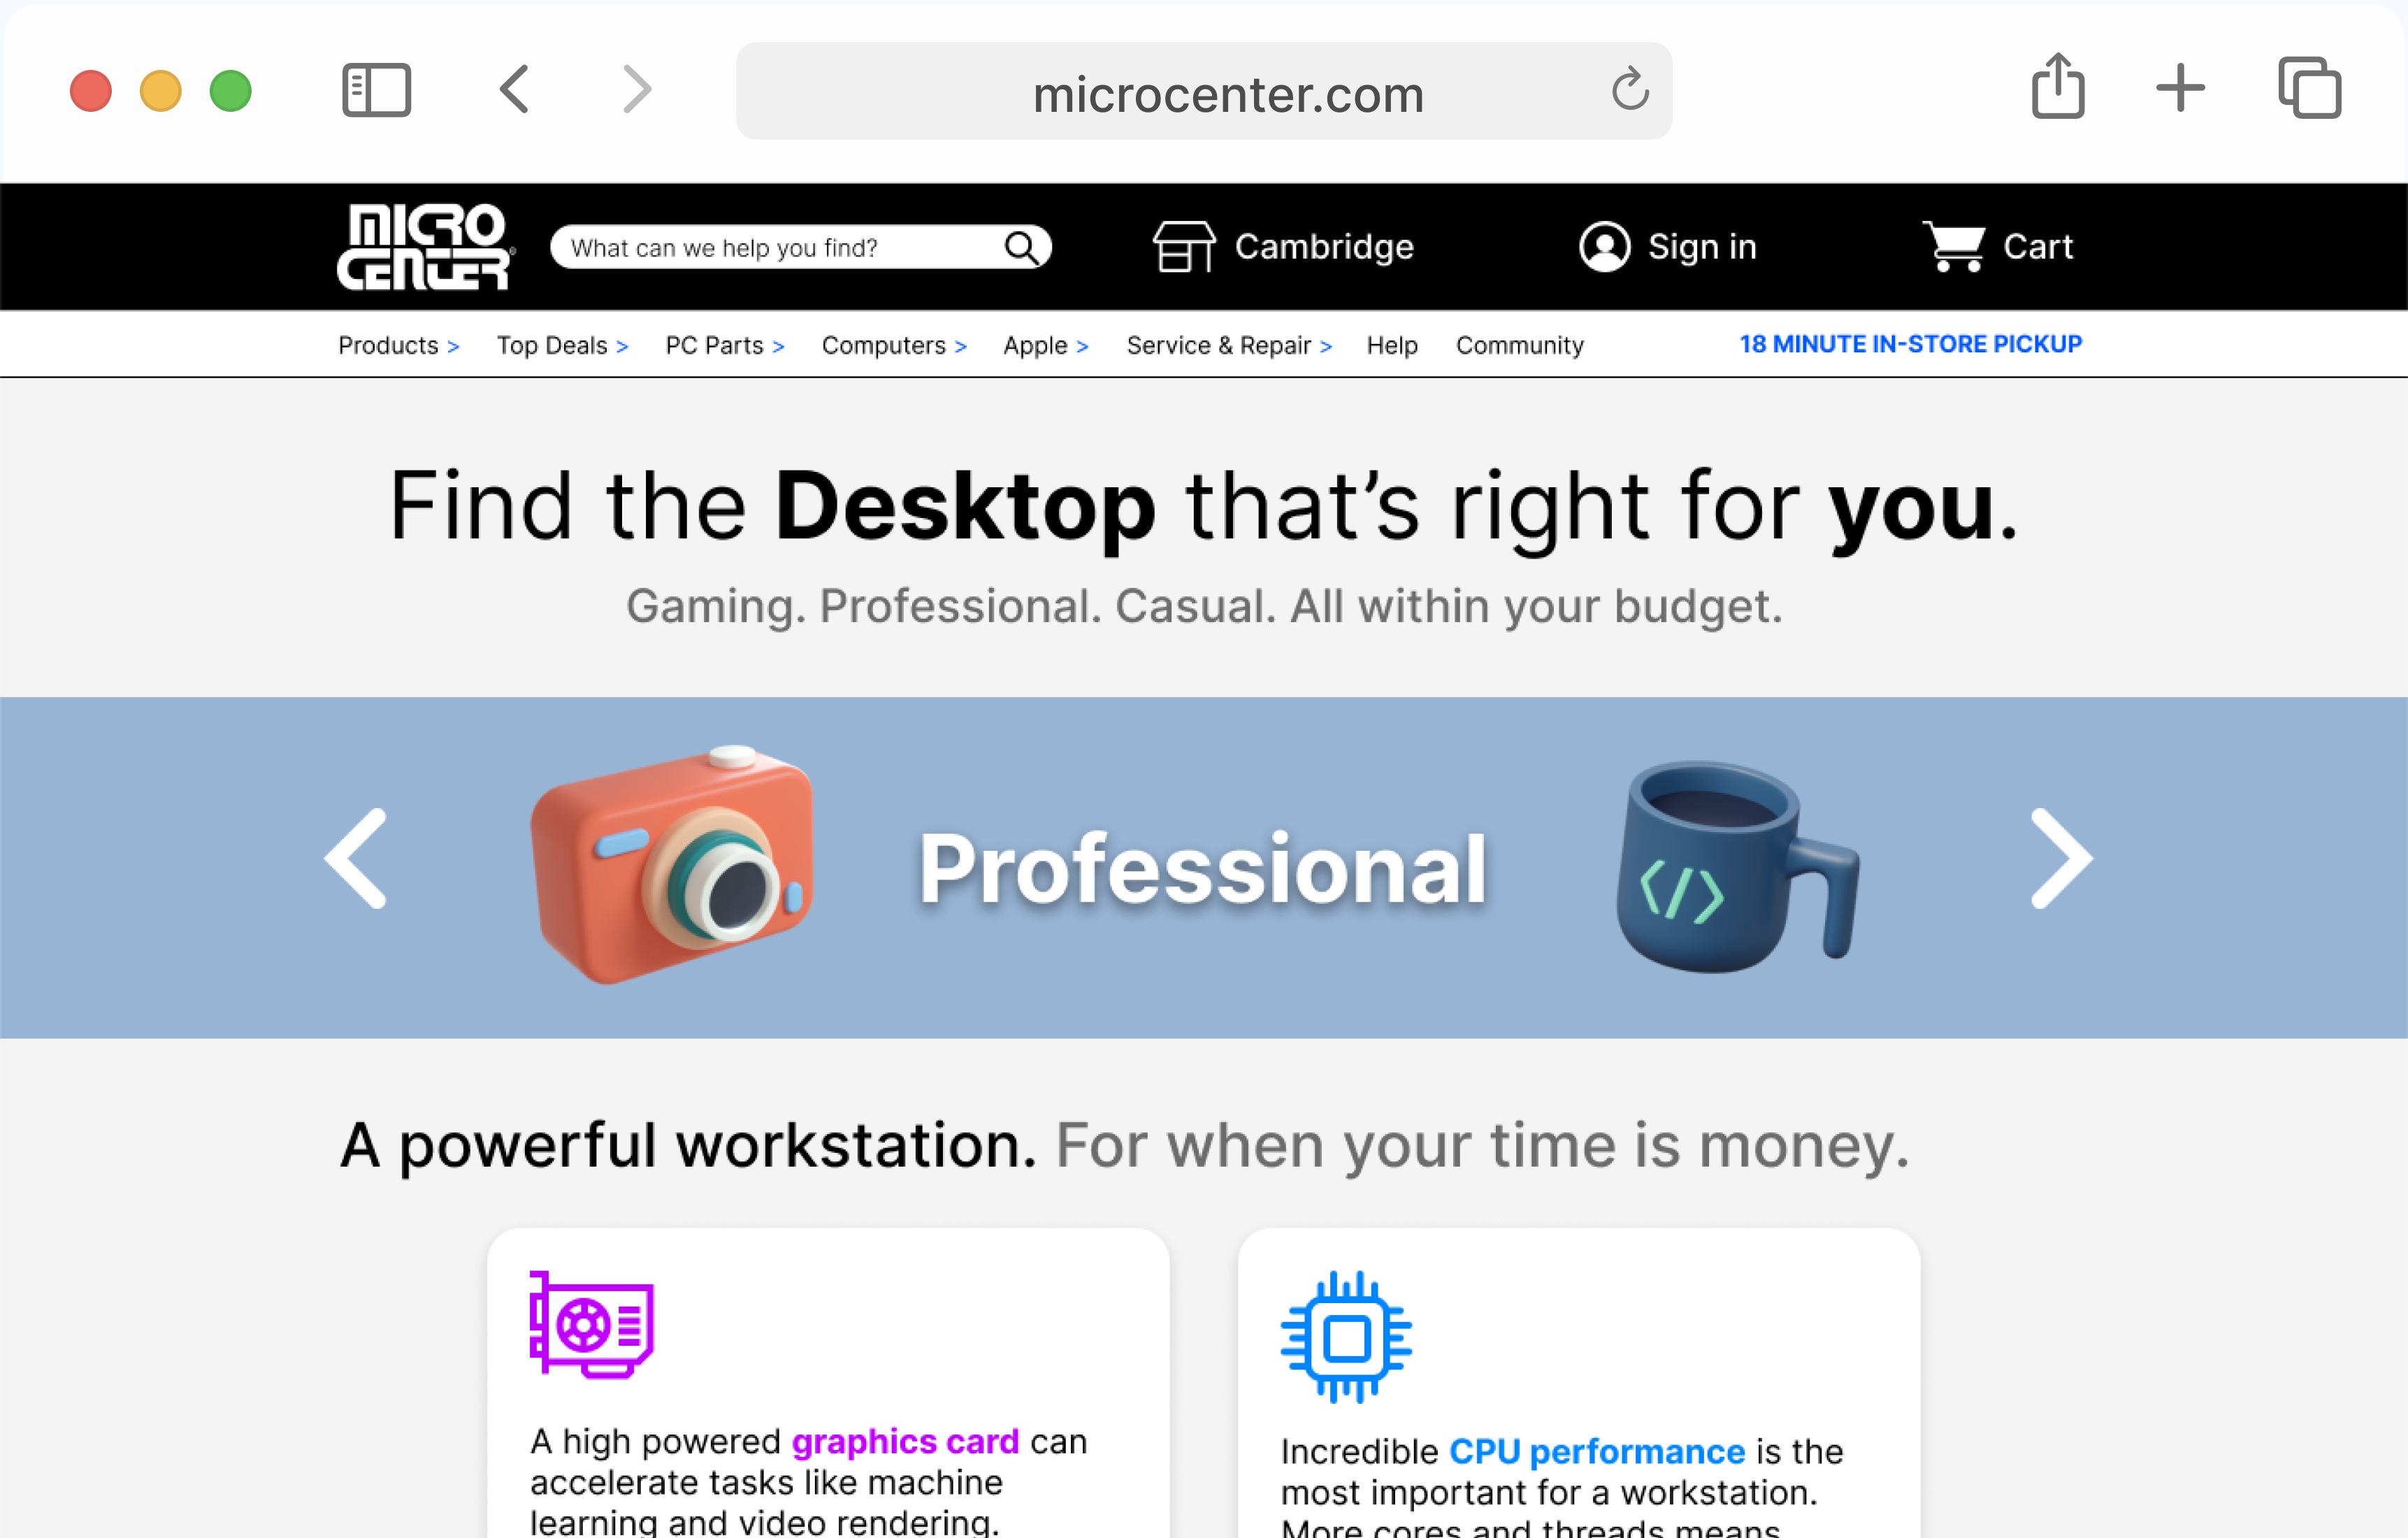 microcenter.com
MICRO
CENTER
What can we help you find?
Cambridge
Sign in
Cart
Products >
Top Deals >
PC Parts >
Computers >
Apple >
Service & Repair >
Help
Community
18 MINUTE IN-STORE PICKUP
Find the Desktop that’s right for you.
Gaming. Professional. Casual. All within your budget.
Professional
</>
A powerful workstation. For when your time is money.
A high powered graphics card can
accelerate tasks like machine
learning and video rendering.
Incredible CPU performance is the
most important for a workstation.
More cores and threads means